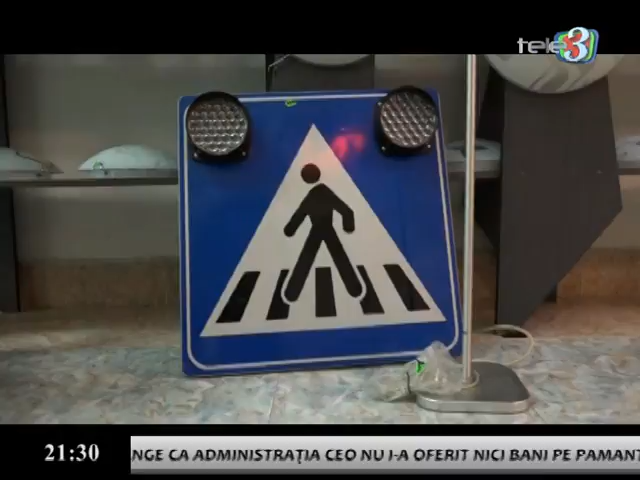 tele3
21:30
NGE CA ADMINISTRAȚIA CEO NU I-A OFERIT NICI BANI PE PAMANT